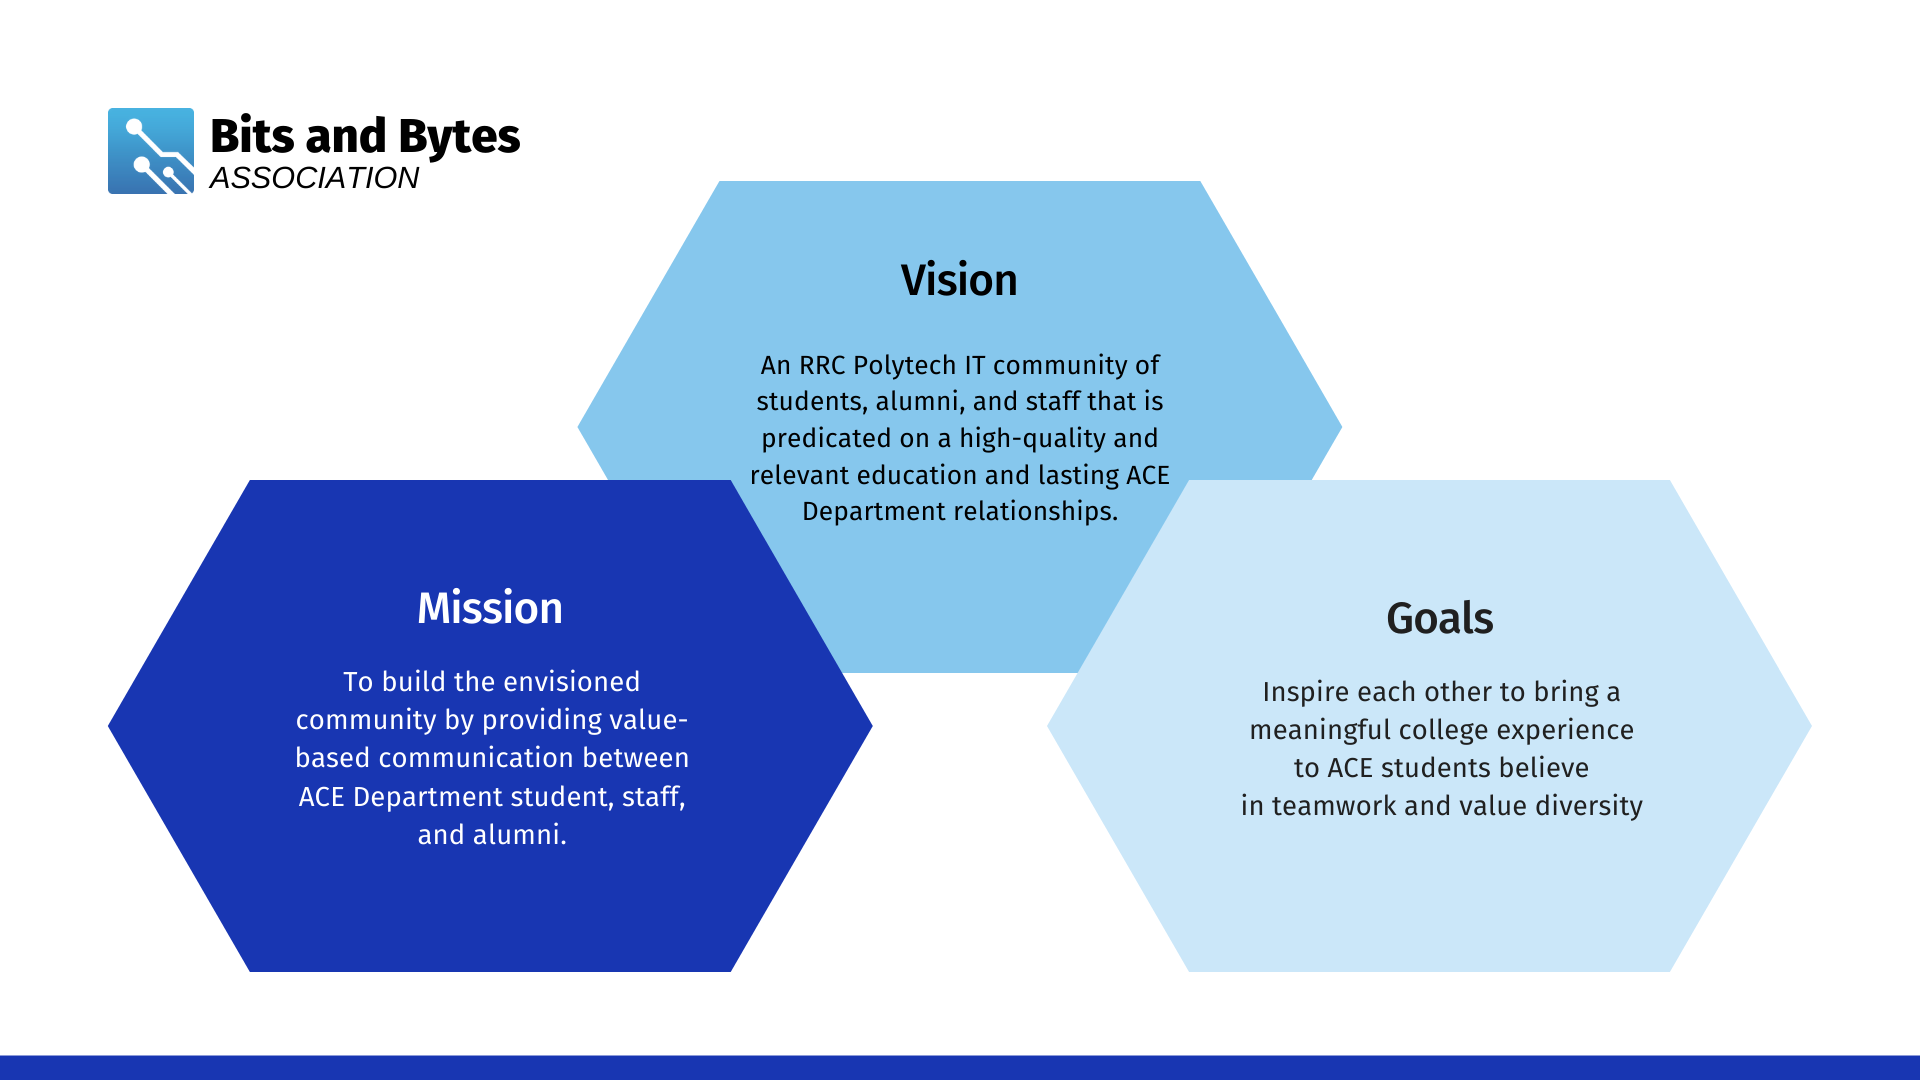 Bits and Bytes
ASSOCIATION
Vision
An RRC Polytech IT community of
students, alumni, and staff that is
predicated on a high-quality and
relevant education and lasting ACE
Department relationships.
Mission
To build the envisioned
community by providing value-
based communication between
ACE Department student, staff,
and alumni.
Goals
Inspire each other to bring a
meaningful college experience
to ACE students believe
in teamwork and value diversity